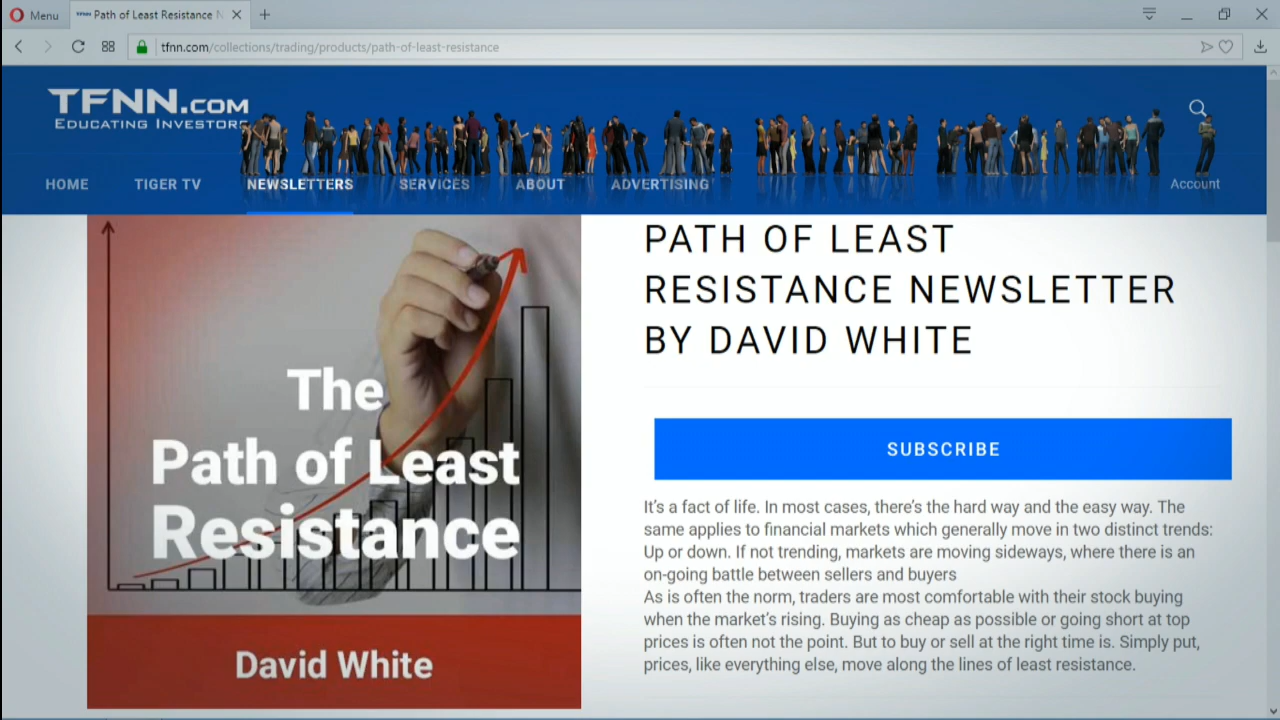 Menu
Path of Least Resistance N
tfnn.com/collections/trading/products/path-of-least-resistance
TFNN.COM
EDUCATING INVESTORS
HOME
TIGER TV
NEWSLETTERS
SERVICES
ABOUT
ADVERTISING
Account
The
Path of Least
Resistance
David White
PATH OF LEAST
RESISTANCE NEWSLETTER
BY DAVID WHITE
SUBSCRIBE
It's a fact of life. In most cases, there's the hard way and the easy way. The
same applies to financial markets which generally move in two distinct trends:
Up or down. If not trending, markets are moving sideways, where there is an
on-going battle between sellers and buyers
As is often the norm, traders are most comfortable with their stock buying
when the market's rising. Buying as cheap as possible or going short at top
prices is often not the point. But to buy or sell at the right time is. Simply put,
prices, like everything else, move along the lines of least resistance.